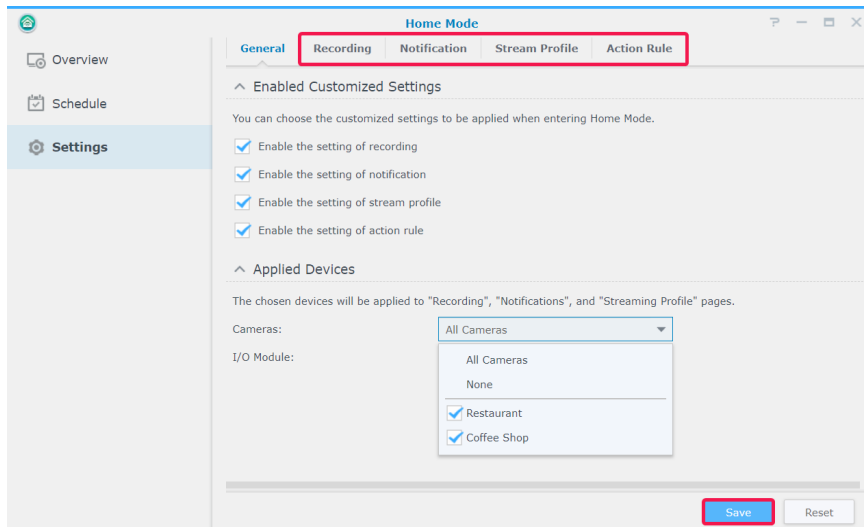 Home Mode
Overview
Schedule
Settings
General Recording Notification Stream Profile Action Rule
Enabled Customized Settings
You can choose the customized settings to be applied when entering Home Mode.
Enable the setting of recording
Enable the setting of notification
Enable the setting of stream profile
Enable the setting of action rule
Applied Devices
The chosen devices will be applied to "Recording", "Notifications", and "Streaming Profile" pages.
Cameras: All Cameras
I/O Module:
All Cameras
None
Restaurant
Coffee Shop
Save Reset